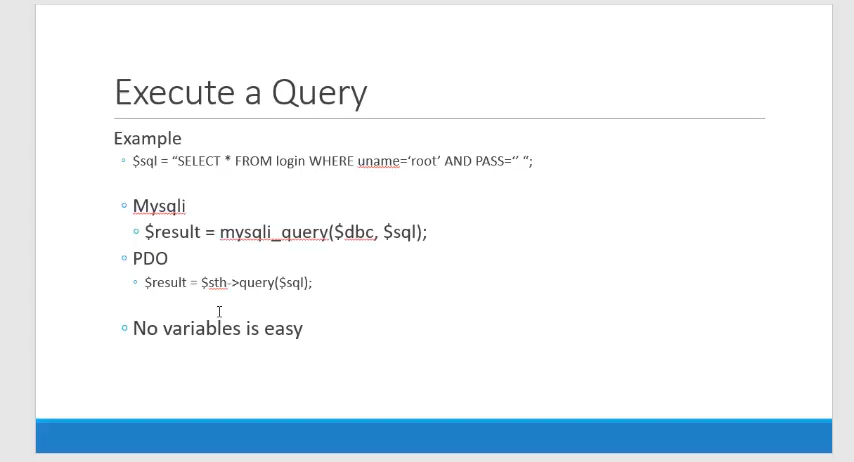 Execute a Query
Example
$sql = “SELECT * FROM login WHERE uname=‘root’ AND PASS=‘’ “;
Mysqli
$result = mysqli_query($dbc, $sql);
PDO
$result = $sth->query($sql);
No variables is easy